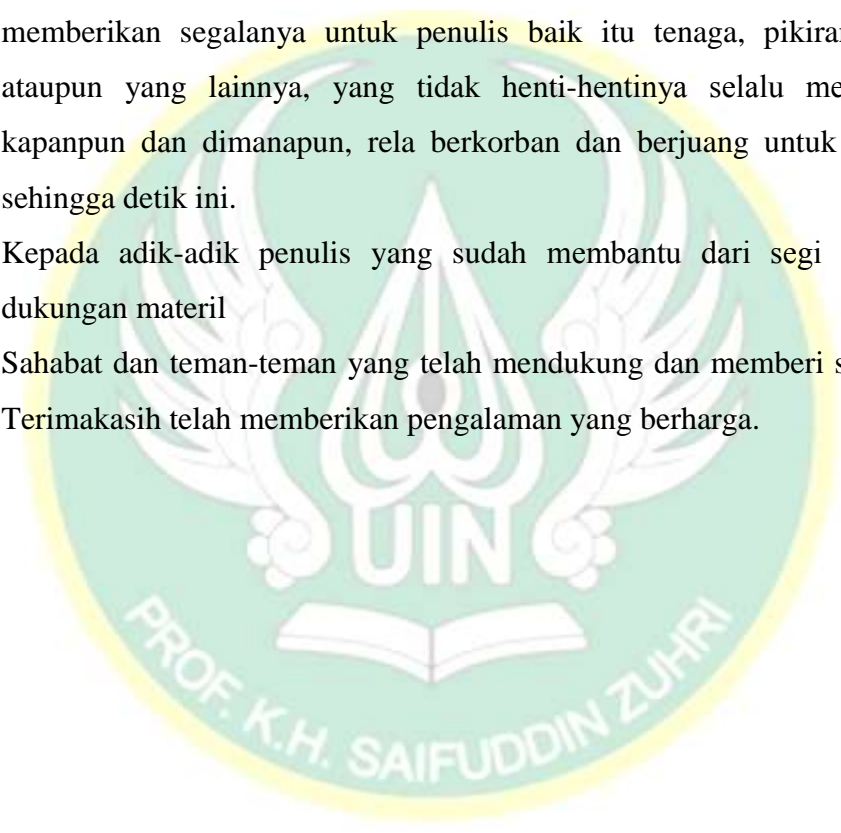 memberikan segalanya untuk penulis baik itu tenaga, pikiran
ataupun yang lainnya, yang tidak henti-hentinya selalu
kapanpun dan dimanapun, rela berkorban dan berjuang untuk
sehingga detik ini.
Kepada adik-adik penulis yang sudah membantu dari segi
dukungan materil
Sahabat dan teman-teman yang telah mendukung dan memberi
Terimakasih telah memberikan pengalaman yang berharga.
UIN
PROF. K.H. SAIFUDDIN ZUHRI